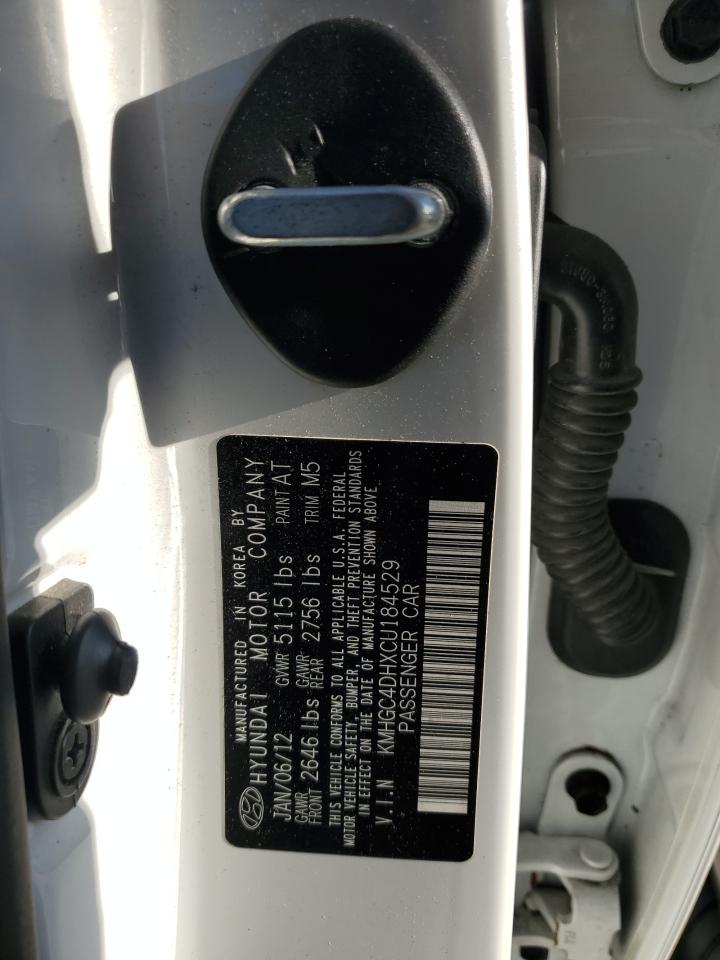 MANUFACTURED IN KOREA BY
HYUNDAI MOTOR COMPANY
JAN/06/12 GVWR 5115 lbs PAINT AT
GAWR FRONT 2646 lbs GAWR REAR 2756 lbs TRIM M5
THIS VEHICLE CONFORMS TO ALL APPLICABLE U.S.A. FEDERAL
MOTOR VEHICLE SAFETY, BUMPER, AND THEFT PREVENTION STANDARDS
IN EFFECT ON THE DATE OF MANUFACTURE SHOWN ABOVE
V.I.N KMHGC4DHXCU184529
PASSENGER CAR